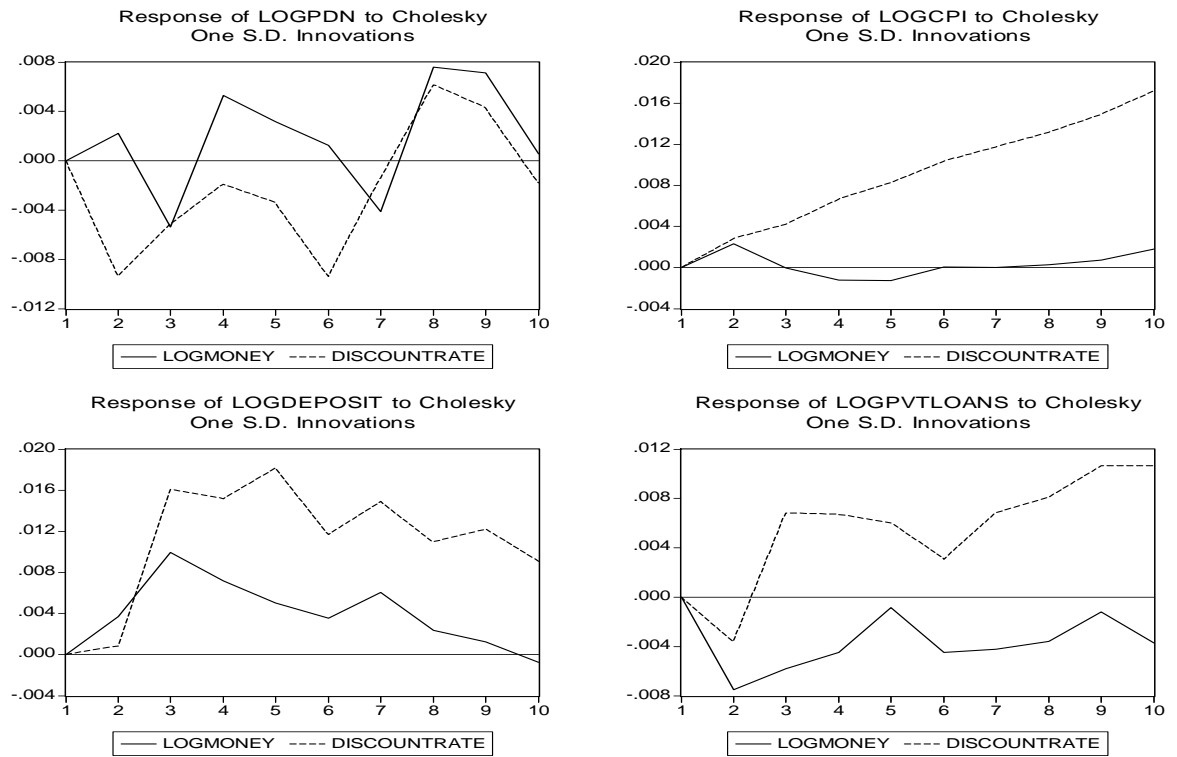 Response of LOGPDN to Cholesky
One S.D. Innovations
.008
.004
.000
-.004
-.008
-.012
1 2 3 4 5 6 7 8 9 10
LOGMONEY DISCOUNTRATE
Response of LOGCPI to Cholesky
One S.D. Innovations
.020
.016
.012
.008
.004
.000
-.004
1 2 3 4 5 6 7 8 9 10
LOGMONEY DISCOUNTRATE
Response of LOGDEPOSIT to Cholesky
One S.D. Innovations
.020
.016
.012
.008
.004
.000
-.004
1 2 3 4 5 6 7 8 9 10
LOGMONEY DISCOUNTRATE
Response of LOGPVTLOANS to Cholesky
One S.D. Innovations
.012
.008
.004
.000
-.004
-.008
1 2 3 4 5 6 7 8 9 10
LOGMONEY DISCOUNTRATE